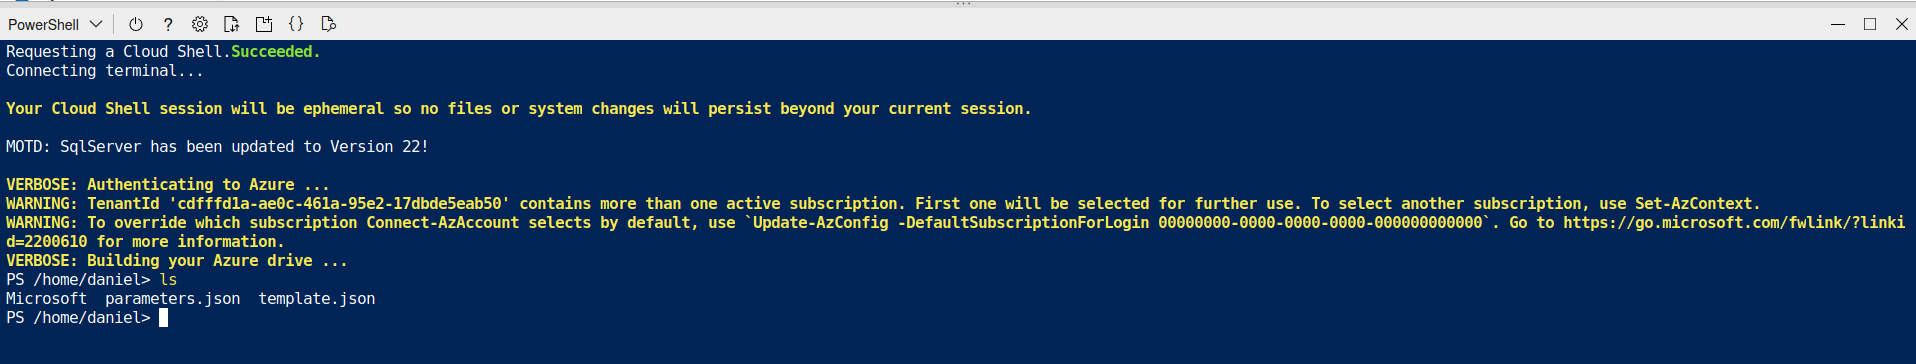 PowerShell
Requesting a Cloud Shell.Succeeded.
Connecting terminal...
Your Cloud Shell session will be ephemeral so no files or system changes will persist beyond your current session.
MOTD: SqlServer has been updated to Version 22!
VERBOSE: Authenticating to Azure ...
WARNING: TenantId 'cdfffd1a-ae0c-461a-95e2-17dbde5eab50' contains more than one active subscription. First one will be selected for further use. To select another subscription, use Set-AzContext.
WARNING: To override which subscription Connect-AzAccount selects by default, use `Update-AzConfig -DefaultSubscriptionForLogin 00000000-0000-0000-0000-000000000000`. Go to https://go.microsoft.com/fwlink/?linki
d=2200610 for more information.
VERBOSE: Building your Azure drive ...
PS /home/daniel> ls
Microsoft  parameters.json  template.json
PS /home/daniel>